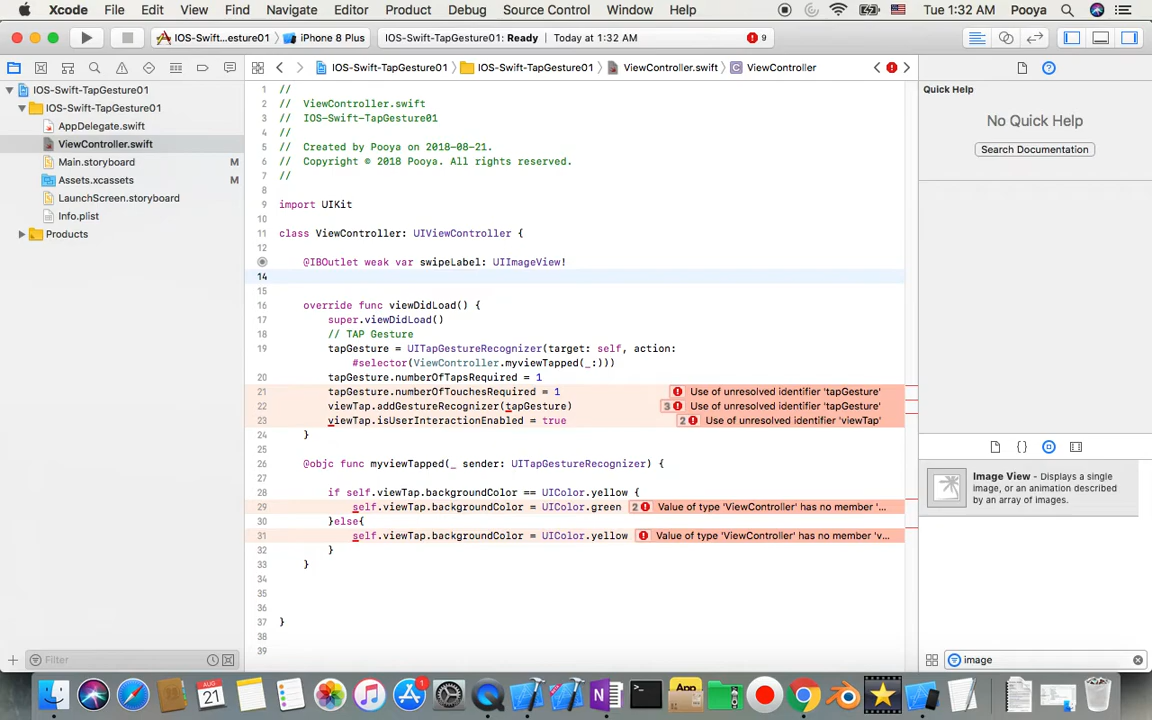 Xcode File Edit View Find Navigate Editor Product Debug Source Control Window Help Tue 1:32 AM Pooya
IOS-Swift...esture01 iPhone 8 Plus IOS-Swift-TapGesture01: Ready Today at 1:32 AM 9
IOS-Swift-TapGesture01 IOS-Swift-TapGesture01 ViewController.swift C ViewController
IOS-Swift-TapGesture01
IOS-Swift-TapGesture01
AppDelegate.swift
ViewController.swift
Main.storyboard M
Assets.xcassets M
LaunchScreen.storyboard
Info.plist
Products
Filter
1 //
2 // ViewController.swift
3 // IOS-Swift-TapGesture01
4 //
5 // Created by Pooya on 2018-08-21.
6 // Copyright © 2018 Pooya. All rights reserved.
7 //
8
9 import UIKit
10
11 class ViewController: UIViewController {
12
@IBOutlet weak var swipeLabel: UIImageView!
14
15
16 override func viewDidLoad() {
17 super.viewDidLoad()
18 // TAP Gesture
19 tapGesture = UITapGestureRecognizer(target: self, action:
#selector(ViewController.myviewTapped(_:)))
20 tapGesture.numberOfTapsRequired = 1
21 tapGesture.numberOfTouchesRequired = 1 Use of unresolved identifier 'tapGesture'
22 viewTap.addGestureRecognizer(tapGesture) 3 Use of unresolved identifier 'tapGesture'
23 viewTap.isUserInteractionEnabled = true 2 Use of unresolved identifier 'viewTap'
24 }
25
26 @objc func myviewTapped(_ sender: UITapGestureRecognizer) {
27
28 if self.viewTap.backgroundColor == UIColor.yellow {
29 self.viewTap.backgroundColor = UIColor.green 2 Value of type 'ViewController' has no member '...
30 }else{
31 self.viewTap.backgroundColor = UIColor.yellow Value of type 'ViewController' has no member 'v...
32 }
33 }
34
35
36
37 }
38
39
Quick Help
No Quick Help
Search Documentation
{}
Image View - Displays a single
image, or an animation described
by an array of images.
image
AUG
21
1
N
App